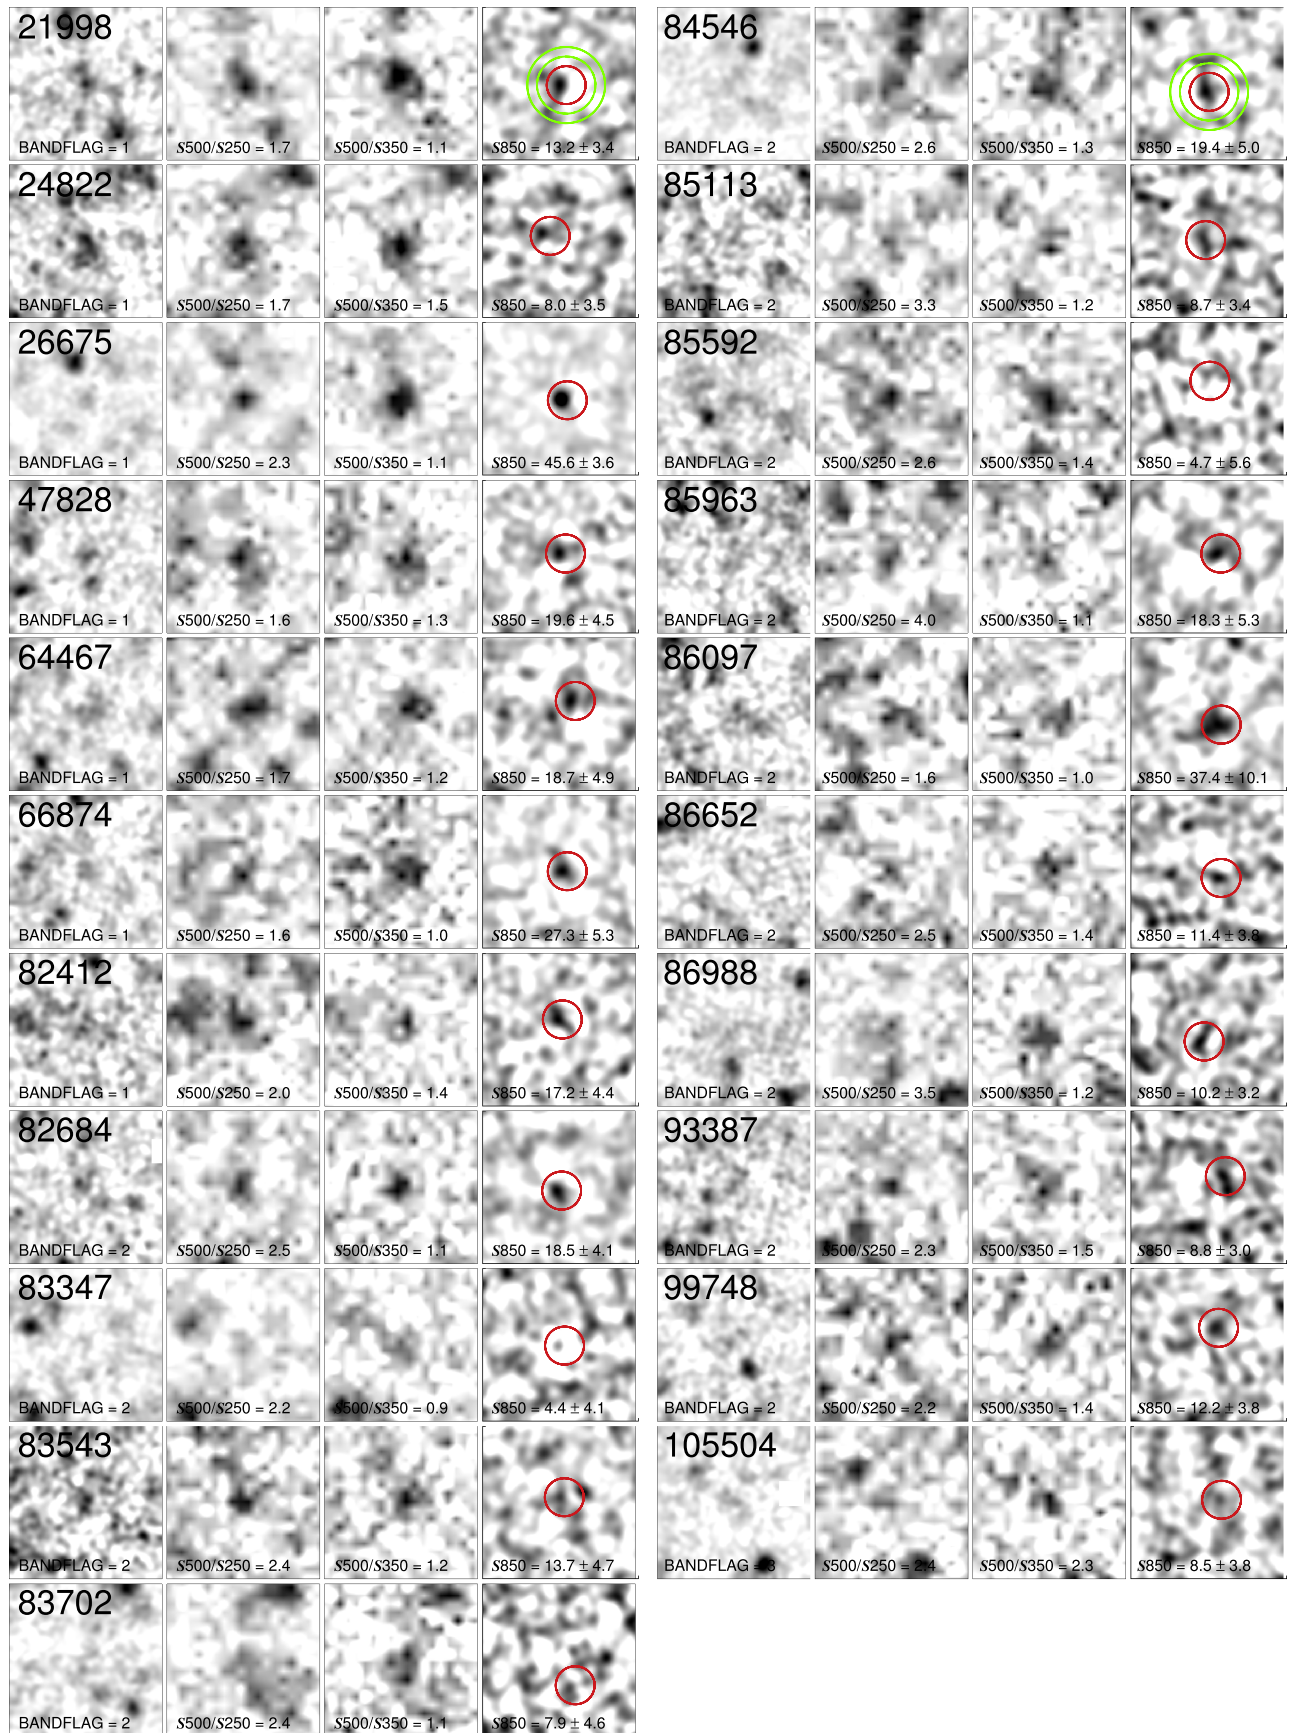 21998
BANDFLAG = 1
S500/S250 = 1.7
S500/S350 = 1.1
S850 = 13.2 ± 3.4
24822
BANDFLAG = 1
S500/S250 = 1.7
S500/S350 = 1.5
S850 = 8.0 ± 3.5
26675
BANDFLAG = 1
S500/S250 = 2.3
S500/S350 = 1.1
S850 = 45.6 ± 3.6
47828
BANDFLAG = 1
S500/S250 = 1.6
S500/S350 = 1.3
S850 = 19.6 ± 4.5
64467
BANDFLAG = 1
S500/S250 = 1.7
S500/S350 = 1.2
S850 = 18.7 ± 4.9
66874
BANDFLAG = 1
S500/S250 = 1.6
S500/S350 = 1.0
S850 = 27.3 ± 5.3
82412
BANDFLAG = 1
S500/S250 = 2.0
S500/S350 = 1.4
S850 = 17.2 ± 4.4
82684
BANDFLAG = 2
S500/S250 = 2.5
S500/S350 = 1.1
S850 = 18.5 ± 4.1
83347
BANDFLAG = 2
S500/S250 = 2.2
S500/S350 = 0.9
S850 = 4.4 ± 4.1
83543
BANDFLAG = 2
S500/S250 = 2.4
S500/S350 = 1.2
S850 = 13.7 ± 4.7
83702
BANDFLAG = 2
S500/S250 = 2.4
S500/S350 = 1.1
S850 = 7.9 ± 4.6
84546
BANDFLAG = 2
S500/S250 = 2.6
S500/S350 = 1.3
S850 = 19.4 ± 5.0
85113
BANDFLAG = 2
S500/S250 = 3.3
S500/S350 = 1.2
S850 = 8.7 ± 3.4
85592
BANDFLAG = 2
S500/S250 = 2.6
S500/S350 = 1.4
S850 = 4.7 ± 5.6
85963
BANDFLAG = 2
S500/S250 = 4.0
S500/S350 = 1.1
S850 = 18.3 ± 5.3
86097
BANDFLAG = 2
S500/S250 = 1.6
S500/S350 = 1.0
S850 = 37.4 ± 10.1
86652
BANDFLAG = 2
S500/S250 = 2.5
S500/S350 = 1.4
S850 = 11.4 ± 3.8
86988
BANDFLAG = 2
S500/S250 = 3.5
S500/S350 = 1.2
S850 = 10.2 ± 3.2
93387
BANDFLAG = 2
S500/S250 = 2.3
S500/S350 = 1.5
S850 = 8.8 ± 3.0
99748
BANDFLAG = 2
S500/S250 = 2.2
S500/S350 = 1.4
S850 = 12.2 ± 3.8
105504
BANDFLAG = 3
S500/S250 = 2.4
S500/S350 = 2.3
S850 = 8.5 ± 3.8